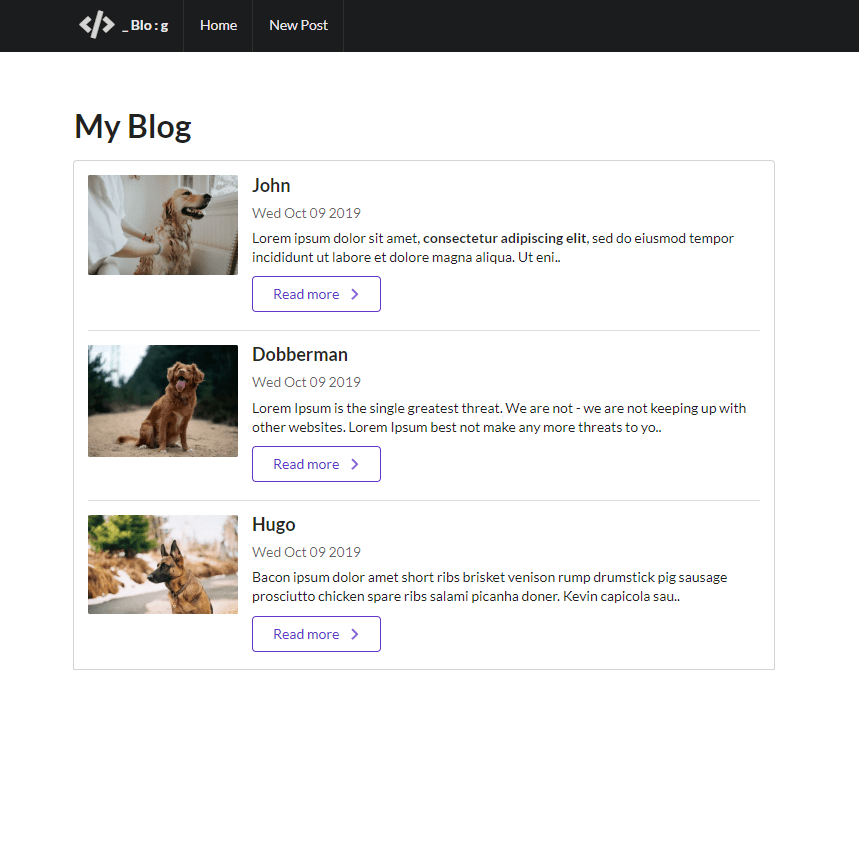 </> _Blo:g Home New Post
My Blog
John
Wed Oct 09 2019
Lorem ipsum dolor sit amet, consectetur adipiscing elit, sed do eiusmod tempor
incididunt ut labore et dolore magna aliqua. Ut eni..
Read more
Dobberman
Wed Oct 09 2019
Lorem Ipsum is the single greatest threat. We are not - we are not keeping up with
other websites. Lorem Ipsum best not make any more threats to yo..
Read more
Hugo
Wed Oct 09 2019
Bacon ipsum dolor amet short ribs brisket venison rump drumstick pig sausage
prosciutto chicken spare ribs salami picanha doner. Kevin capicola sau..
Read more